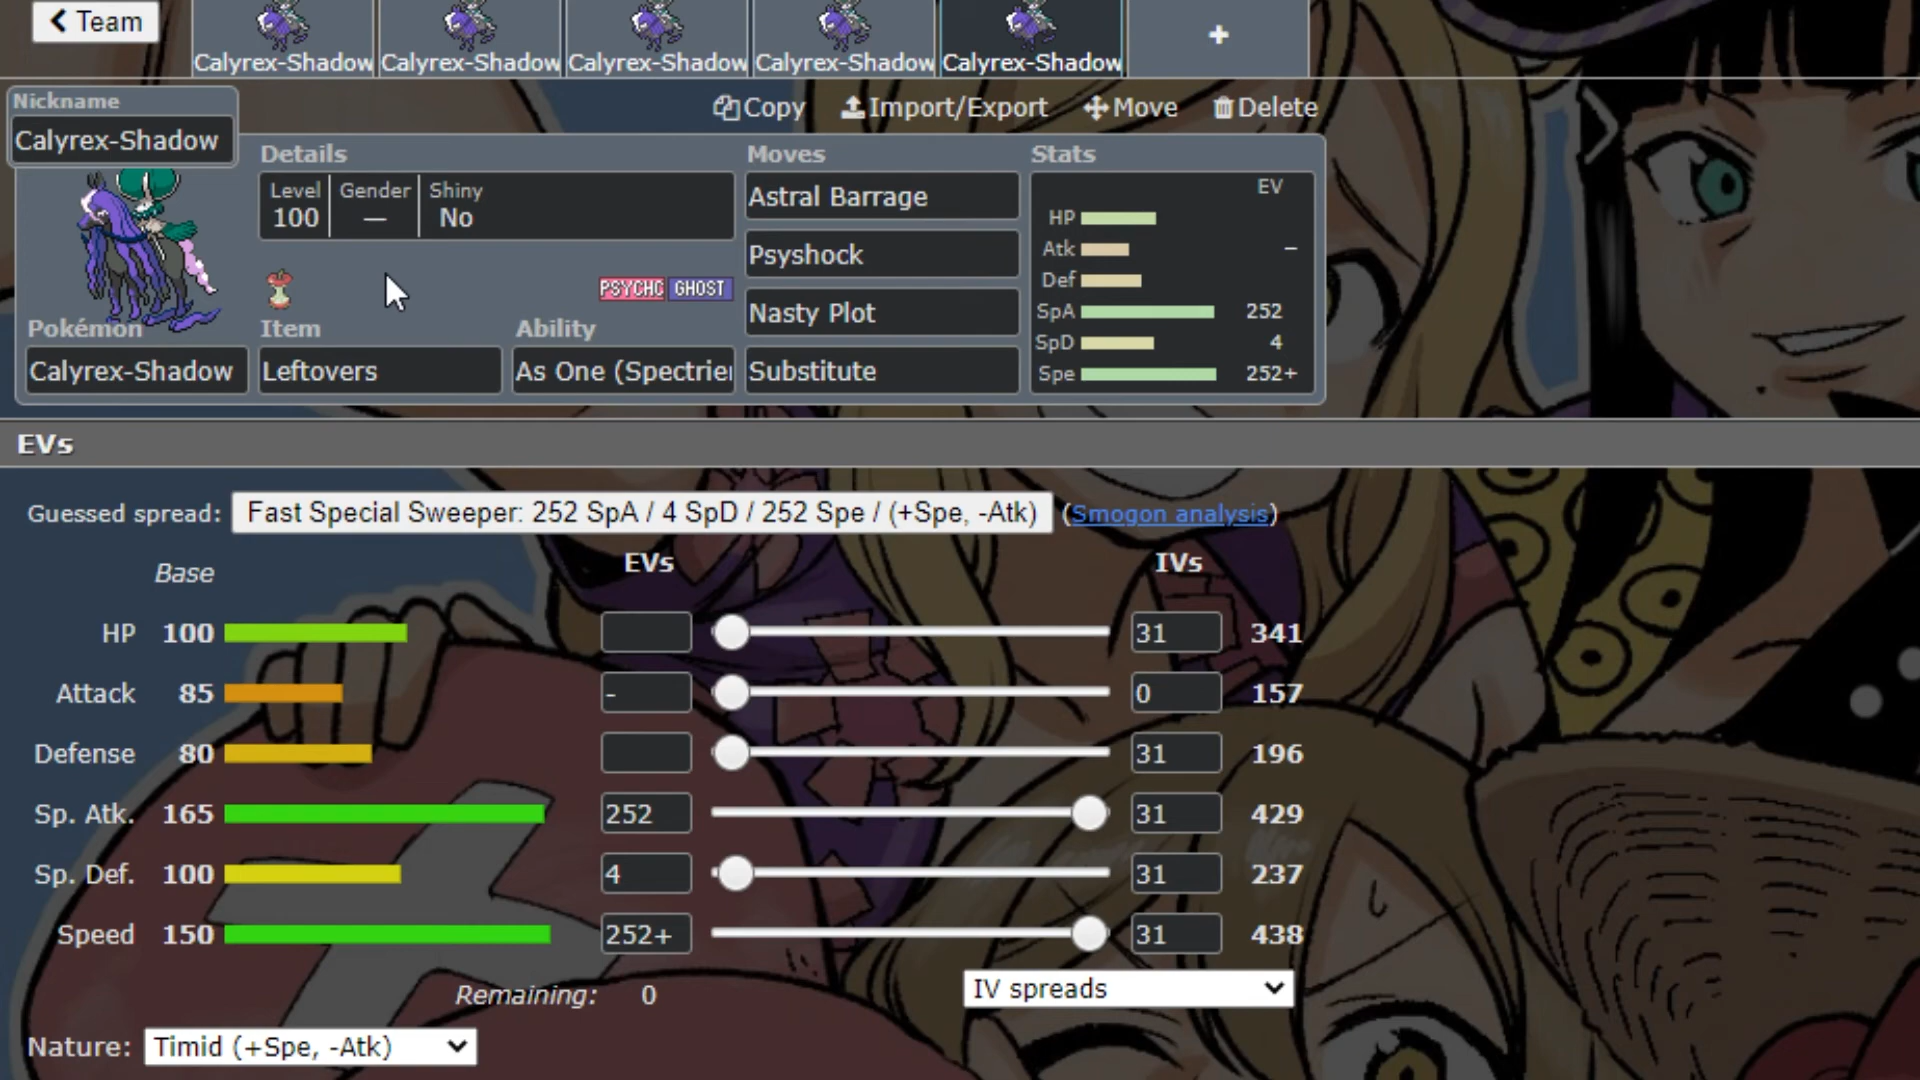 Team
Calyrex-Shadow
Calyrex-Shadow
Calyrex-Shadow
Calyrex-Shadow
Calyrex-Shadow
+
Nickname
Calyrex-Shadow
Copy
Import/Export
Move
Delete
Details
Moves
Stats
Level
Gender
Shiny
100
—
No
PSYCHC
GHOST
Pokémon
Item
Ability
Calyrex-Shadow
Leftovers
As One (Spectrier
Astral Barrage
Psyshock
Nasty Plot
Substitute
EV
HP
Atk –
Def
SpA 252
SpD 4
Spe 252+
EVs
Guessed spread: Fast Special Sweeper: 252 SpA / 4 SpD / 252 Spe / (+Spe, -Atk) (Smogon analysis)
Base EVs IVs
HP 100 31 341
Attack 85 - 0 157
Defense 80 31 196
Sp. Atk. 165 252 31 429
Sp. Def. 100 4 31 237
Speed 150 252+ 31 438
Remaining: 0
IV spreads
Nature: Timid (+Spe, -Atk)